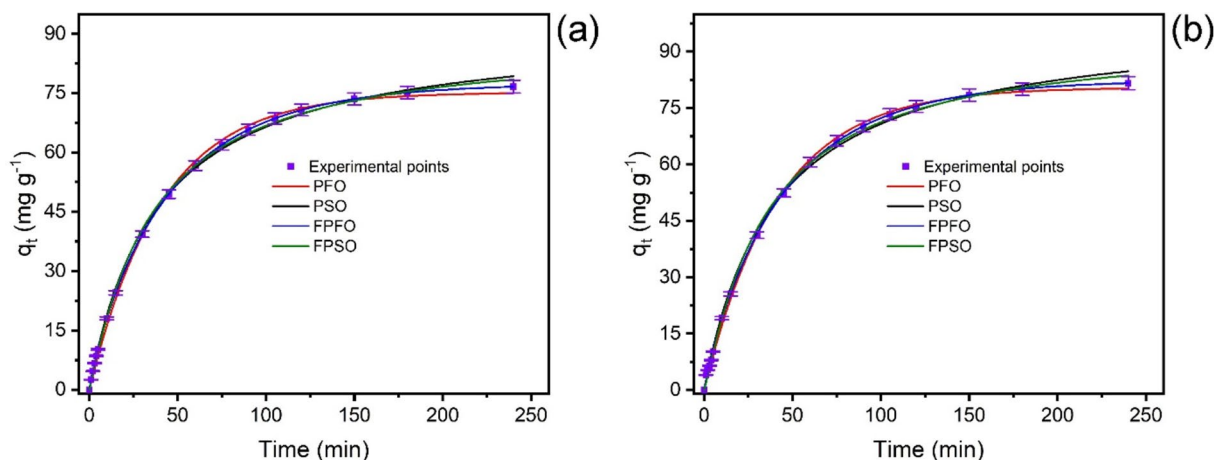 (a)
90
75
60
45
30
15
0
qt (mg g⁻¹)
Experimental points
PFO
PSO
FPFO
FPSO
0 50 100 150 200 250
Time (min)
(b)
90
75
60
45
30
15
0
qt (mg g⁻¹)
Experimental points
PFO
PSO
FPFO
FPSO
0 50 100 150 200 250
Time (min)